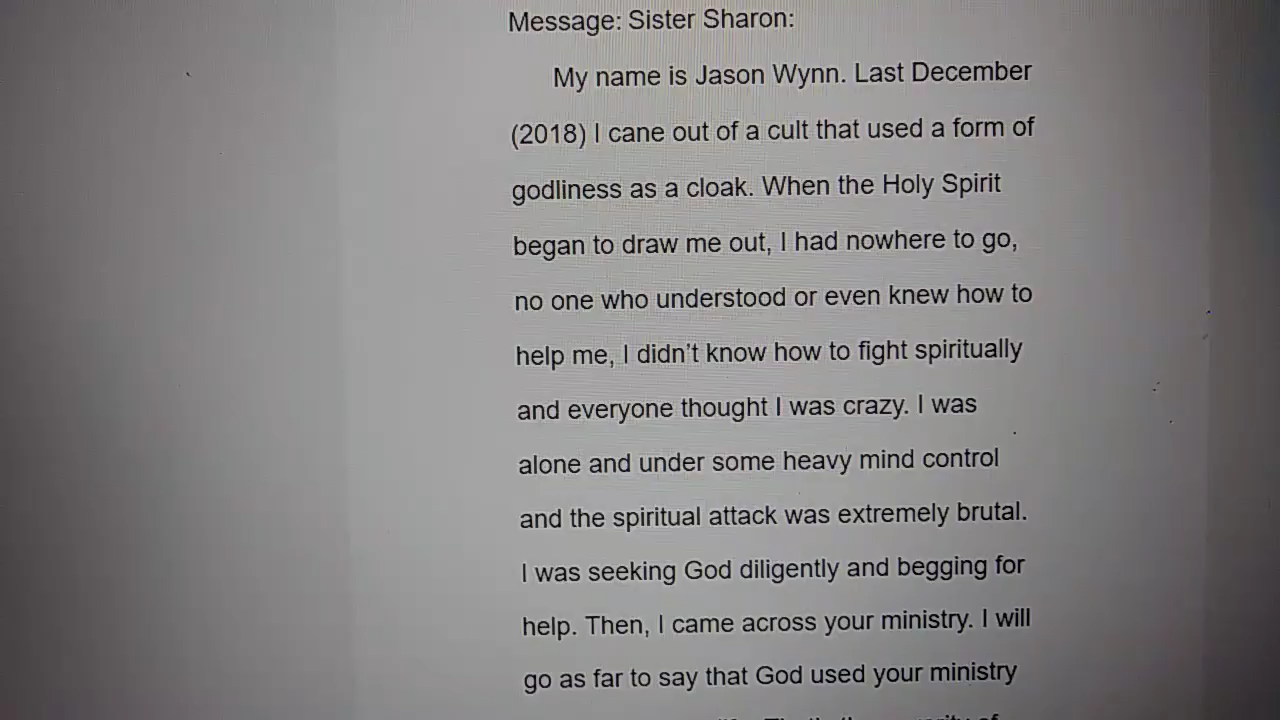 Message: Sister Sharon:
My name is Jason Wynn. Last December
(2018) I cane out of a cult that used a form of
godliness as a cloak. When the Holy Spirit
began to draw me out, I had nowhere to go,
no one who understood or even knew how to
help me, I didn’t know how to fight spiritually
and everyone thought I was crazy. I was
alone and under some heavy mind control
and the spiritual attack was extremely brutal.
I was seeking God diligently and begging for
help. Then, I came across your ministry. I will
go as far to say that God used your ministry